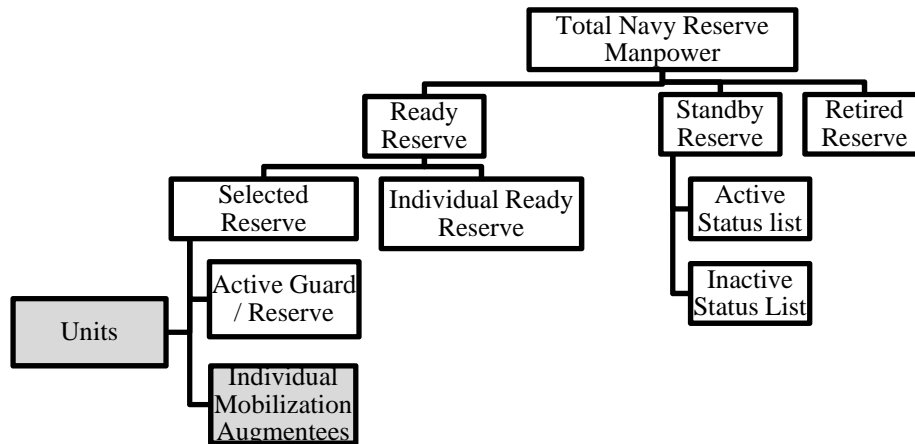 Total Navy Reserve
Manpower
Ready
Reserve
Standby
Reserve
Retired
Reserve
Selected
Reserve
Individual Ready
Reserve
Active
Status list
Active Guard
/ Reserve
Inactive
Status List
Units
Individual
Mobilization
Augmentees